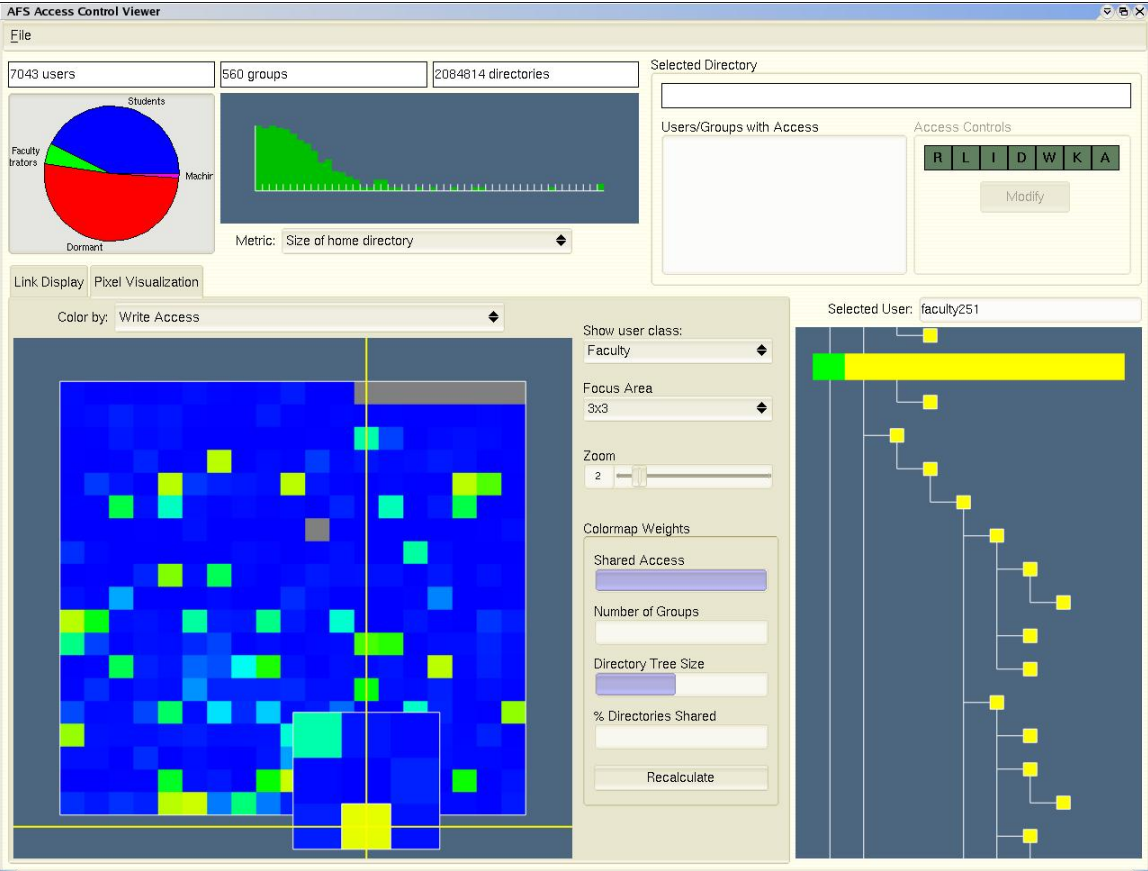 AFS Access Control Viewer
File
7043 users
560 groups
2084814 directories
Selected Directory
Students
Faculty
trators
Machir
Dormant
Metric: Size of home directory
Users/Groups with Access
Access Controls
R L I D W K A
Modify
Link Display
Pixel Visualization
Color by: Write Access
Show user class:
Faculty
Focus Area
3x3
Zoom
2
Colormap Weights
Shared Access
Number of Groups
Directory Tree Size
% Directories Shared
Recalculate
Selected User: faculty251